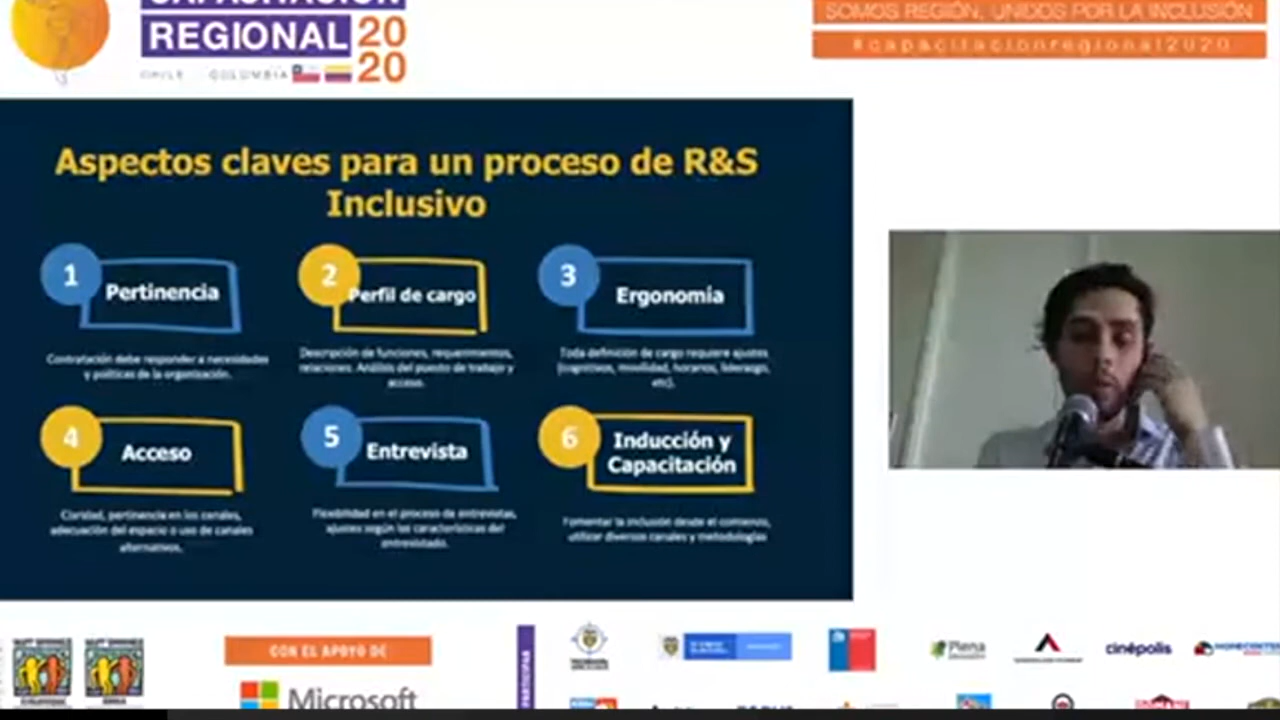 CAPACITACIÓN
REGIONAL 2020
CHILE COLOMBIA
SOMOS REGIÓN, UNIDOS POR LA INCLUSIÓN
#capacitacionregional2020
Aspectos claves para un proceso de R&S
Inclusivo
1
Pertinencia
Contratación debe responder a necesidades
y políticas de la organización.
2
Perfil de cargo
Descripción de funciones, requerimientos,
relaciones. Análisis del puesto de trabajo y
acceso.
3
Ergonomía
Toda definición de cargo requiere ajustes
(cognitivos, movilidad, horarios, liderazgo,
etc).
4
Acceso
Claridad, pertinencia en los canales,
adecuación del espacio o uso de canales
alternativos.
5
Entrevista
Flexibilidad en el proceso de entrevistas,
ajustes según las características del
entrevistado.
6
Inducción y
Capacitación
Fomentar la inclusión desde el comienzo,
utilizar diversos canales y metodologías
CON EL APOYO DE
Microsoft
PARTICIPAN
Plena
cinépolis
HOMECENTER